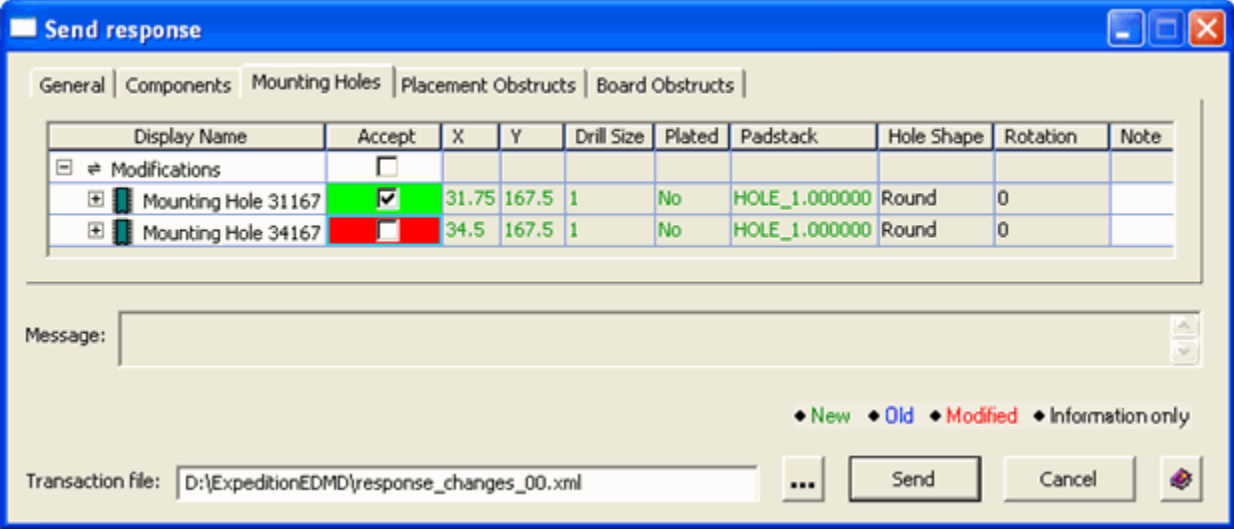 Send response
General Components Mounting Holes Placement Obstructs Board Obstructs
Display Name Accept X Y Drill Size Plated Padstack Hole Shape Rotation Note
Modifications
Mounting Hole 31167 31.75 167.5 1 No HOLE_1.000000 Round 0
Mounting Hole 34167 34.5 167.5 1 No HOLE_1.000000 Round 0
Message:
New Old Modified Information only
Transaction file: D:\ExpeditionEDMD\response_changes_00.xml ... Send Cancel